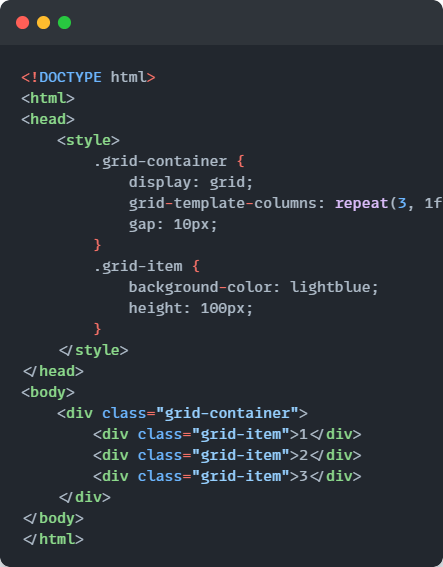 <!DOCTYPE html>
<html>
<head>
    <style>
        .grid-container {
            display: grid;
            grid-template-columns: repeat(3, 1f
            gap: 10px;
        }
        .grid-item {
            background-color: lightblue;
            height: 100px;
        }
    </style>
</head>
<body>
    <div class="grid-container">
        <div class="grid-item">1</div>
        <div class="grid-item">2</div>
        <div class="grid-item">3</div>
    </div>
</body>
</html>